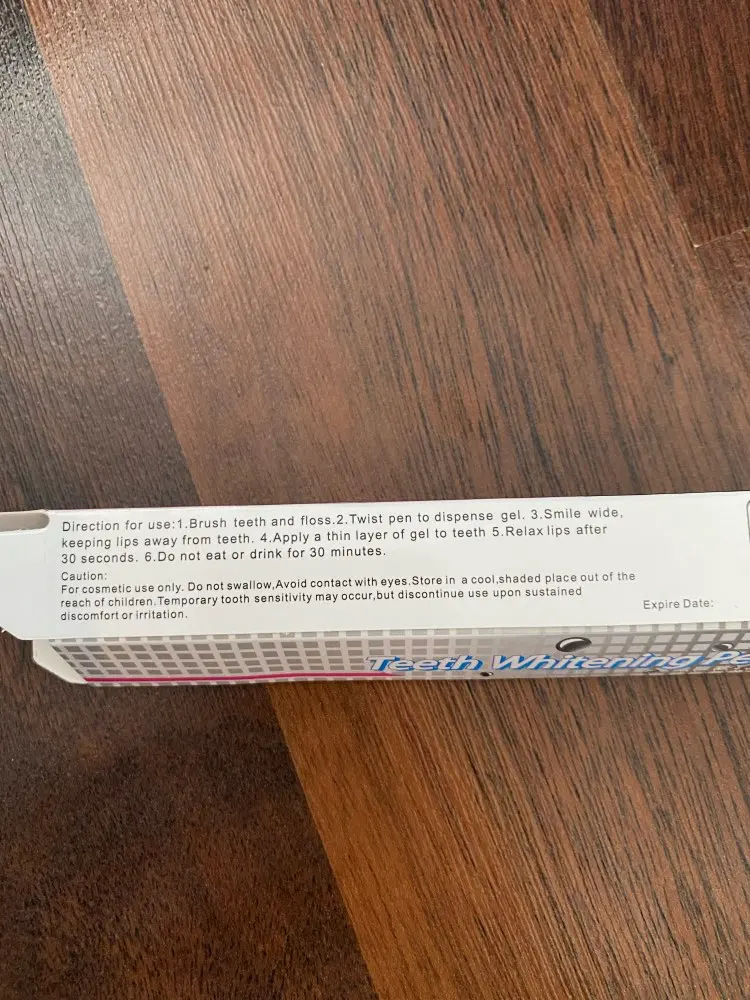 Direction for use:1.Brush teeth and floss.2.Twist pen to dispense gel. 3.Smile wide,
keeping lips away from teeth. 4.Apply a thin layer of gel to teeth 5.Relax lips after
30 seconds. 6.Do not eat or drink for 30 minutes.
Caution:
For cosmetic use only. Do not swallow,Avoid contact with eyes.Store in a cool,shaded place out of the
reach of children.Temporary tooth sensitivity may occur,but discontinue use upon sustained
discomfort or irritation.
Expire Date:
Teeth Whitening